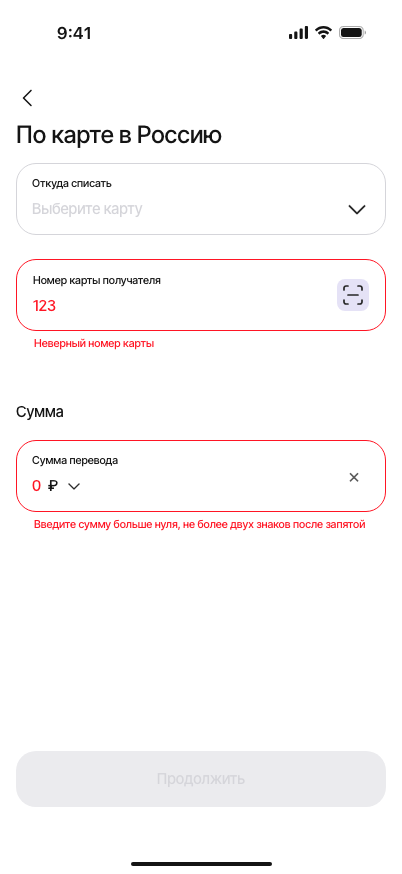 9:41
По карте в Россию
Откуда списать
Выберите карту
Номер карты получателя
123
Неверный номер карты
Сумма
Сумма перевода
0 ₽
Введите сумму больше нуля, не более двух знаков после запятой
Продолжить